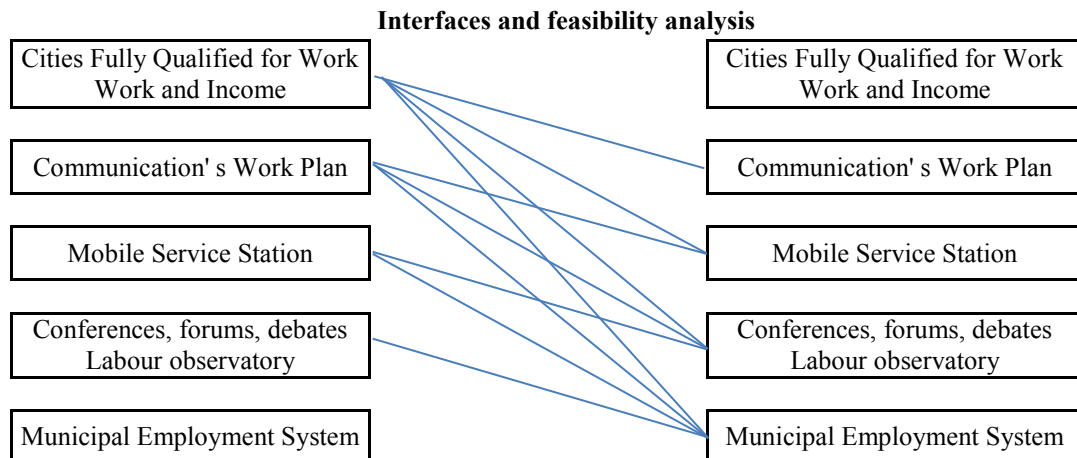 Interfaces and feasibility analysis
Cities Fully Qualified for Work
Work and Income
Communication' s Work Plan
Mobile Service Station
Conferences, forums, debates
Labour observatory
Municipal Employment System
Cities Fully Qualified for Work
Work and Income
Communication' s Work Plan
Mobile Service Station
Conferences, forums, debates
Labour observatory
Municipal Employment System